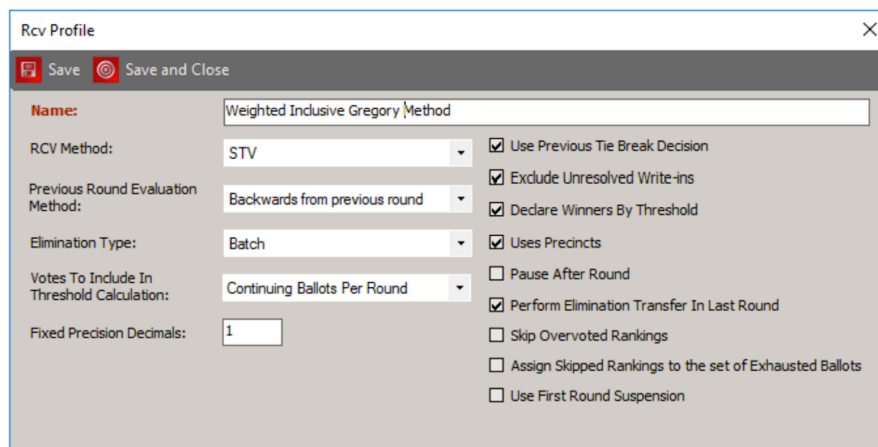 Rcv Profile
Save Save and Close
Name: Weighted Inclusive Gregory Method
RCV Method: STV
Previous Round Evaluation
Method: Backwards from previous round
Elimination Type: Batch
Votes To Include In
Threshold Calculation: Continuing Ballots Per Round
Fixed Precision Decimals: 1
Use Previous Tie Break Decision
Exclude Unresolved Write-ins
Declare Winners By Threshold
Uses Precincts
Pause After Round
Perform Elimination Transfer In Last Round
Skip Overvoted Rankings
Assign Skipped Rankings to the set of Exhausted Ballots
Use First Round Suspension